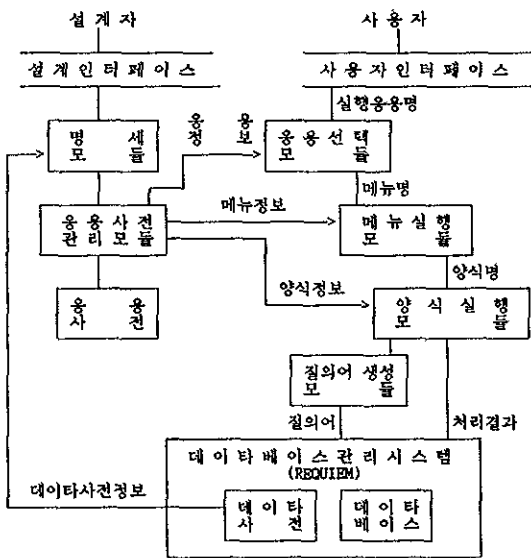 설계자
사용자
설 계 인 터 페 이 스
사 용 자 인 터 페 이 스
실행응용명
명 세
모 듈
응 용
정 보
응 용 선 택
모 듈
메뉴명
응 용 사 전
관 리 모 듈
메뉴정보
메 뉴 실 행
모 듈
양식명
응 용
사 전
양식정보
양 식 실 행
모 듈
질 의 어 생 성
모 듈
질의어
처리결과
데 이 타 베 이 스 관 리 시 스 템
(REQUIEM)
데이타사전정보
데 이 타
사 전
데 이 타
베 이 스